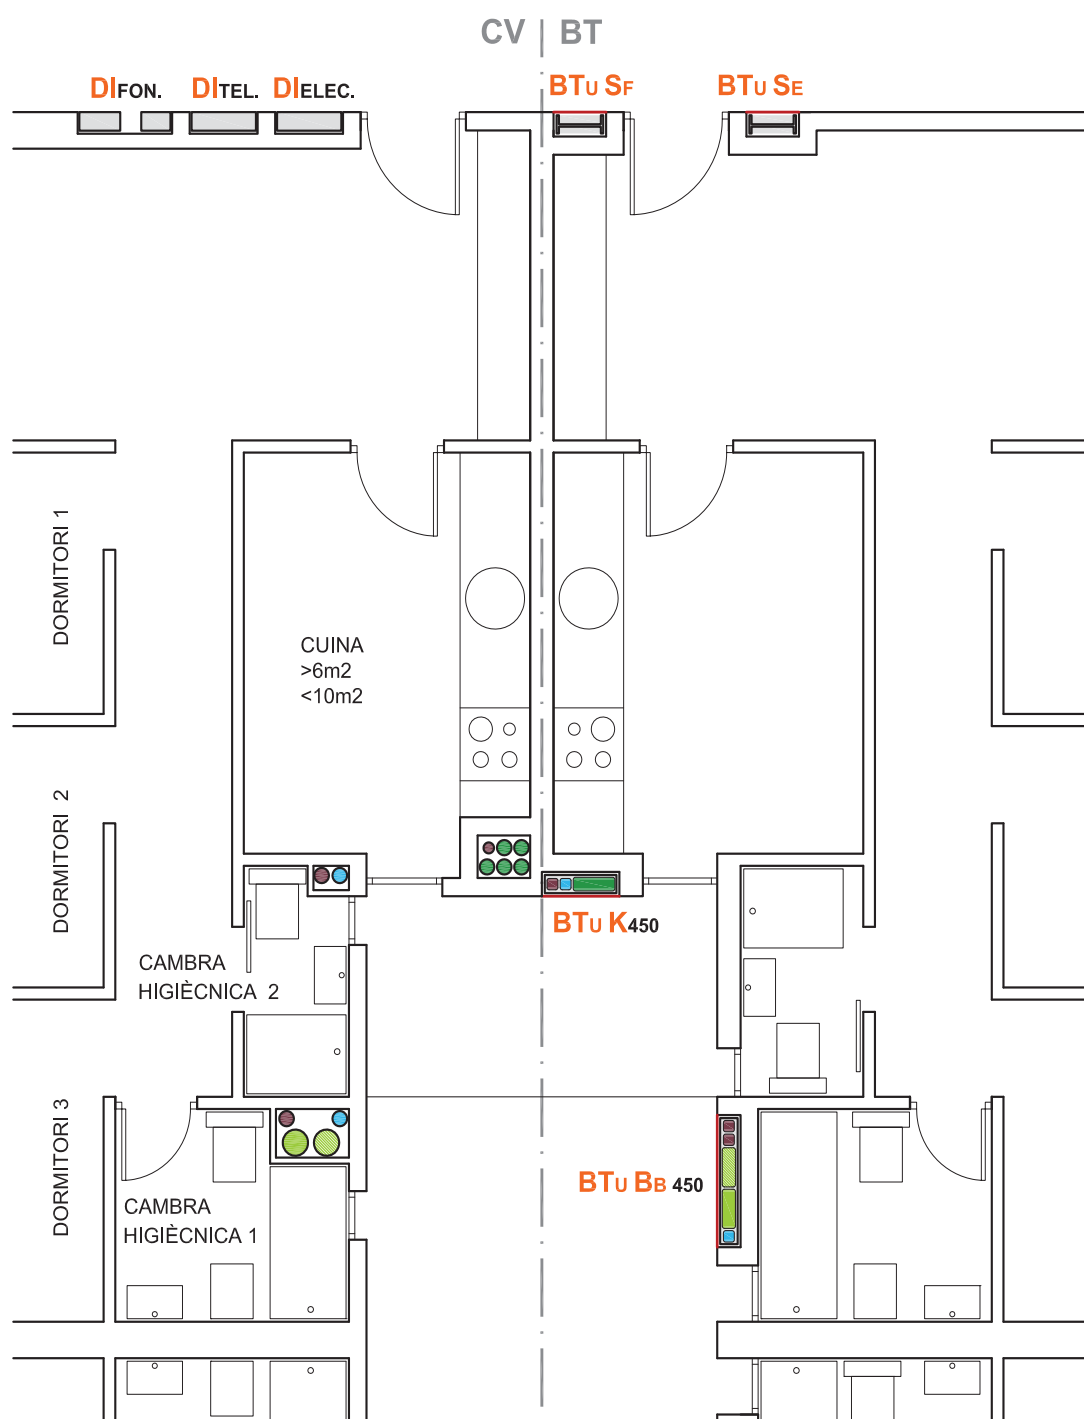 CV | BT
DIFON. DITEL. DIELEC. BTU SF BTU SE
DORMITORI 1
CUINA
>6m2
<10m2
DORMITORI 2
BTU K450
CAMBRA
HIGIÈCNICA 2
DORMITORI 3
BTU BB 450
CAMBRA
HIGIÈCNICA 1